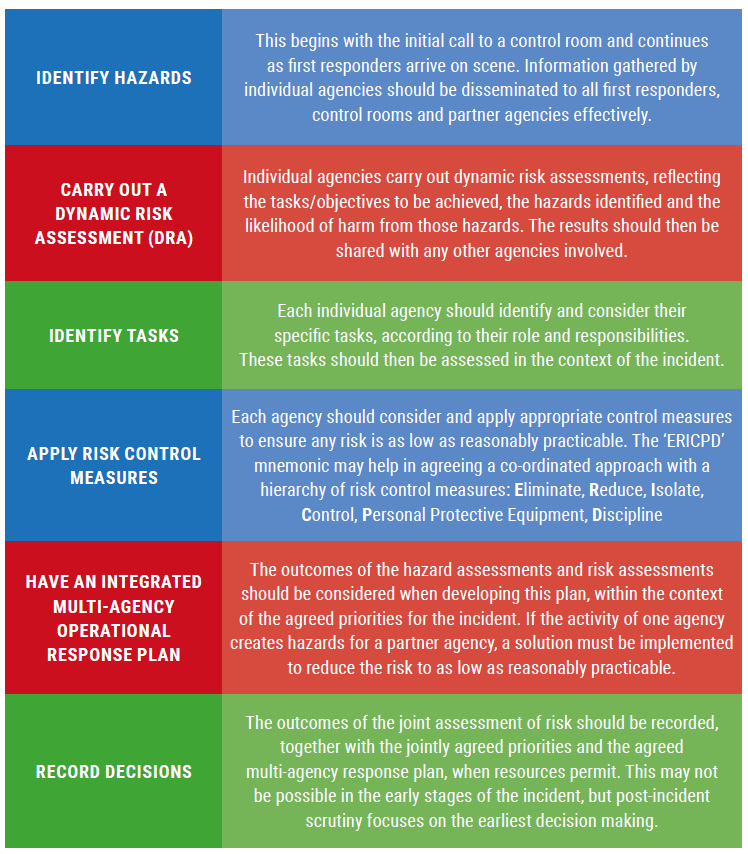 IDENTIFY HAZARDS
This begins with the initial call to a control room and continues
as first responders arrive on scene. Information gathered by
individual agencies should be disseminated to all first responders,
control rooms and partner agencies effectively.
CARRY OUT A
DYNAMIC RISK
ASSESSMENT (DRA)
Individual agencies carry out dynamic risk assessments, reflecting
the tasks/objectives to be achieved, the hazards identified and the
likelihood of harm from those hazards. The results should then be
shared with any other agencies involved.
IDENTIFY TASKS
Each individual agency should identify and consider their
specific tasks, according to their role and responsibilities.
These tasks should then be assessed in the context of the incident.
APPLY RISK CONTROL
MEASURES
Each agency should consider and apply appropriate control measures
to ensure any risk is as low as reasonably practicable. The ‘ERICPD’
mnemonic may help in agreeing a co-ordinated approach with a
hierarchy of risk control measures: Eliminate, Reduce, Isolate,
Control, Personal Protective Equipment, Discipline
HAVE AN INTEGRATED
MULTI-AGENCY
OPERATIONAL
RESPONSE PLAN
The outcomes of the hazard assessments and risk assessments
should be considered when developing this plan, within the context
of the agreed priorities for the incident. If the activity of one agency
creates hazards for a partner agency, a solution must be implemented
to reduce the risk to as low as reasonably practicable.
RECORD DECISIONS
The outcomes of the joint assessment of risk should be recorded,
together with the jointly agreed priorities and the agreed
multi-agency response plan, when resources permit. This may not
be possible in the early stages of the incident, but post-incident
scrutiny focuses on the earliest decision making.